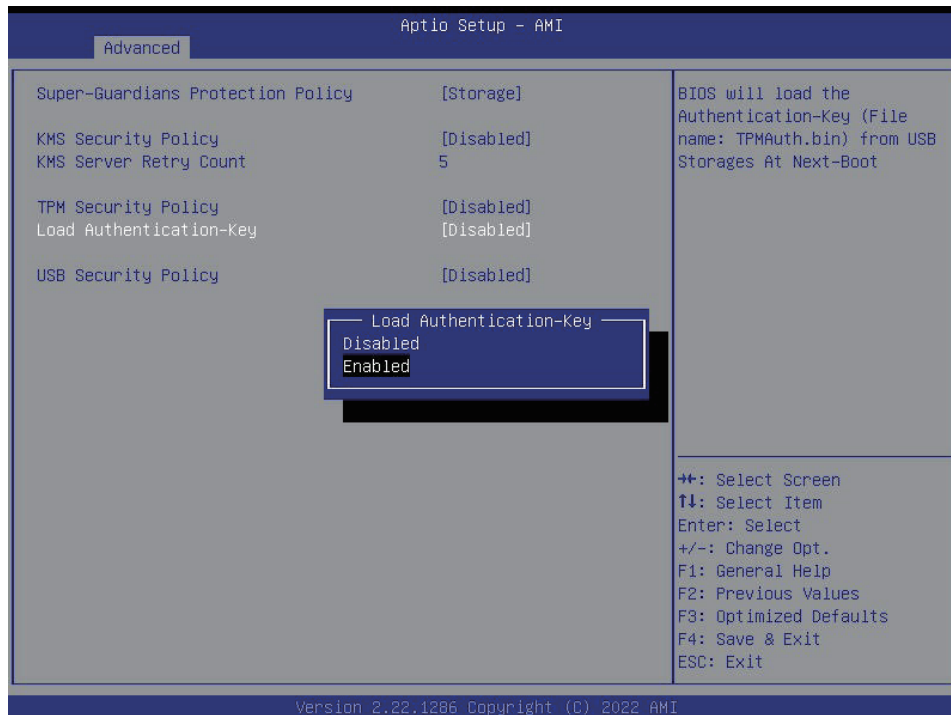 Aptio Setup – AMI
Advanced
Super-Guardians Protection Policy [Storage]
KMS Security Policy [Disabled]
KMS Server Retry Count 5
TPM Security Policy [Disabled]
Load Authentication-Key [Disabled]
USB Security Policy [Disabled]
Load Authentication-Key
Disabled
Enabled
BIOS will load the
Authentication-Key (File
name: TPMAuth.bin) from USB
Storages At Next-Boot
→←: Select Screen
↑↓: Select Item
Enter: Select
+/-: Change Opt.
F1: General Help
F2: Previous Values
F3: Optimized Defaults
F4: Save & Exit
ESC: Exit
Version 2.22.1286 Copyright (C) 2022 AMI